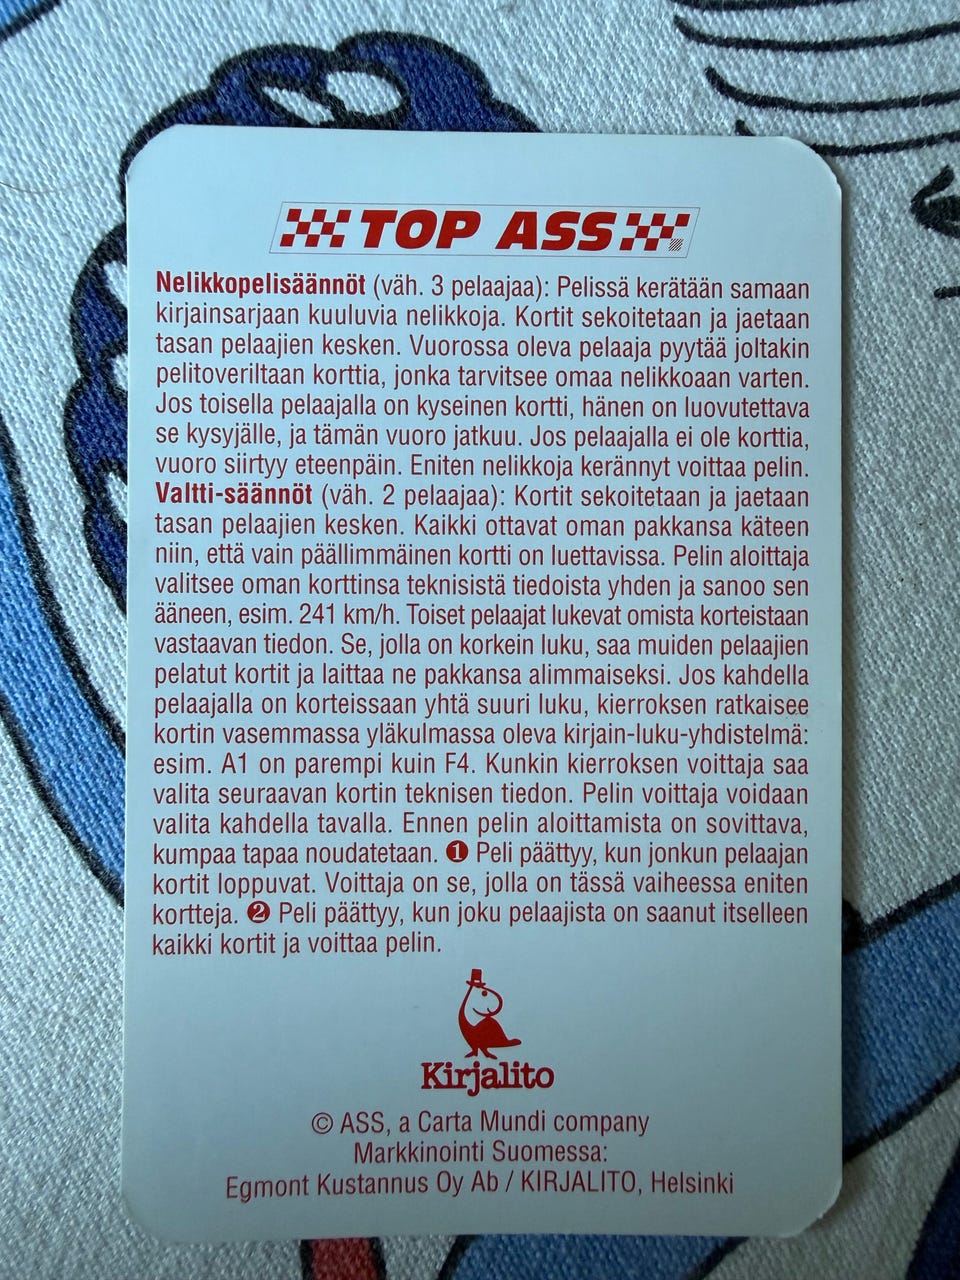 TOP ASS
Nelikkopelisäännöt (väh. 3 pelaajaa): Pelissä kerätään samaan
kirjainsarjaan kuuluvia nelikkoja. Kortit sekoitetaan ja jaetaan
tasan pelaajien kesken. Vuorossa oleva pelaaja pyytää joltakin
pelitoveriltaan korttia, jonka tarvitsee omaa nelikkoaan varten.
Jos toisella pelaajalla on kyseinen kortti, hänen on luovutettava
se kysyjälle, ja tämän vuoro jatkuu. Jos pelaajalla ei ole korttia,
vuoro siirtyy eteenpäin. Eniten nelikkoja kerännyt voittaa pelin.
Valtti-säännöt (väh. 2 pelaajaa): Kortit sekoitetaan ja jaetaan
tasan pelaajien kesken. Kaikki ottavat oman pakkansa käteen
niin, että vain päällimmäinen kortti on luettavissa. Pelin aloittaja
valitsee oman korttinsa teknisistä tiedoista yhden ja sanoo sen
ääneen, esim. 241 km/h. Toiset pelaajat lukevat omista korteistaan
vastaavan tiedon. Se, jolla on korkein luku, saa muiden pelaajien
pelatut kortit ja laittaa ne pakkansa alimmaiseksi. Jos kahdella
pelaajalla on korteissaan yhtä suuri luku, kierroksen ratkaisee
kortin vasemmassa yläkulmassa oleva kirjain-luku-yhdistelmä:
esim. A1 on parempi kuin F4. Kunkin kierroksen voittaja saa
valita seuraavan kortin teknisen tiedon. Pelin voittaja voidaan
valita kahdella tavalla. Ennen pelin aloittamista on sovittava,
kumpaa tapaa noudatetaan. ❶ Peli päättyy, kun jonkun pelaajan
kortit loppuvat. Voittaja on se, jolla on tässä vaiheessa eniten
kortteja. ❷ Peli päättyy, kun joku pelaajista on saanut itselleen
kaikki kortit ja voittaa pelin.
Kirjalito
© ASS, a Carta Mundi company
Markkinointi Suomessa:
Egmont Kustannus Oy Ab / KIRJALITO, Helsinki